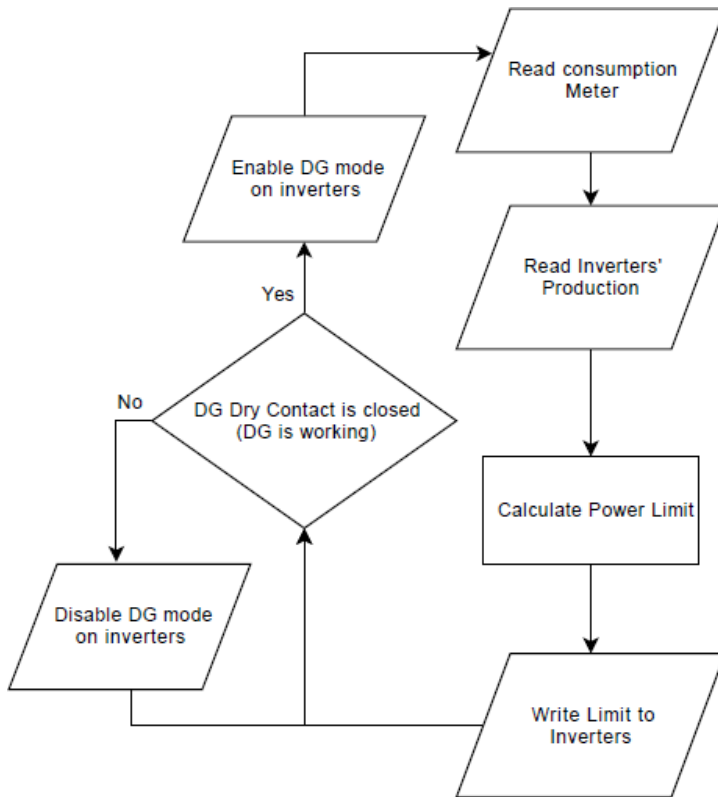 Read consumption
Meter
Enable DG mode
on inverters
Read Inverters'
Production
Yes
No
DG Dry Contact is closed
(DG is working)
Calculate Power Limit
Disable DG mode
on inverters
Write Limit to
Inverters